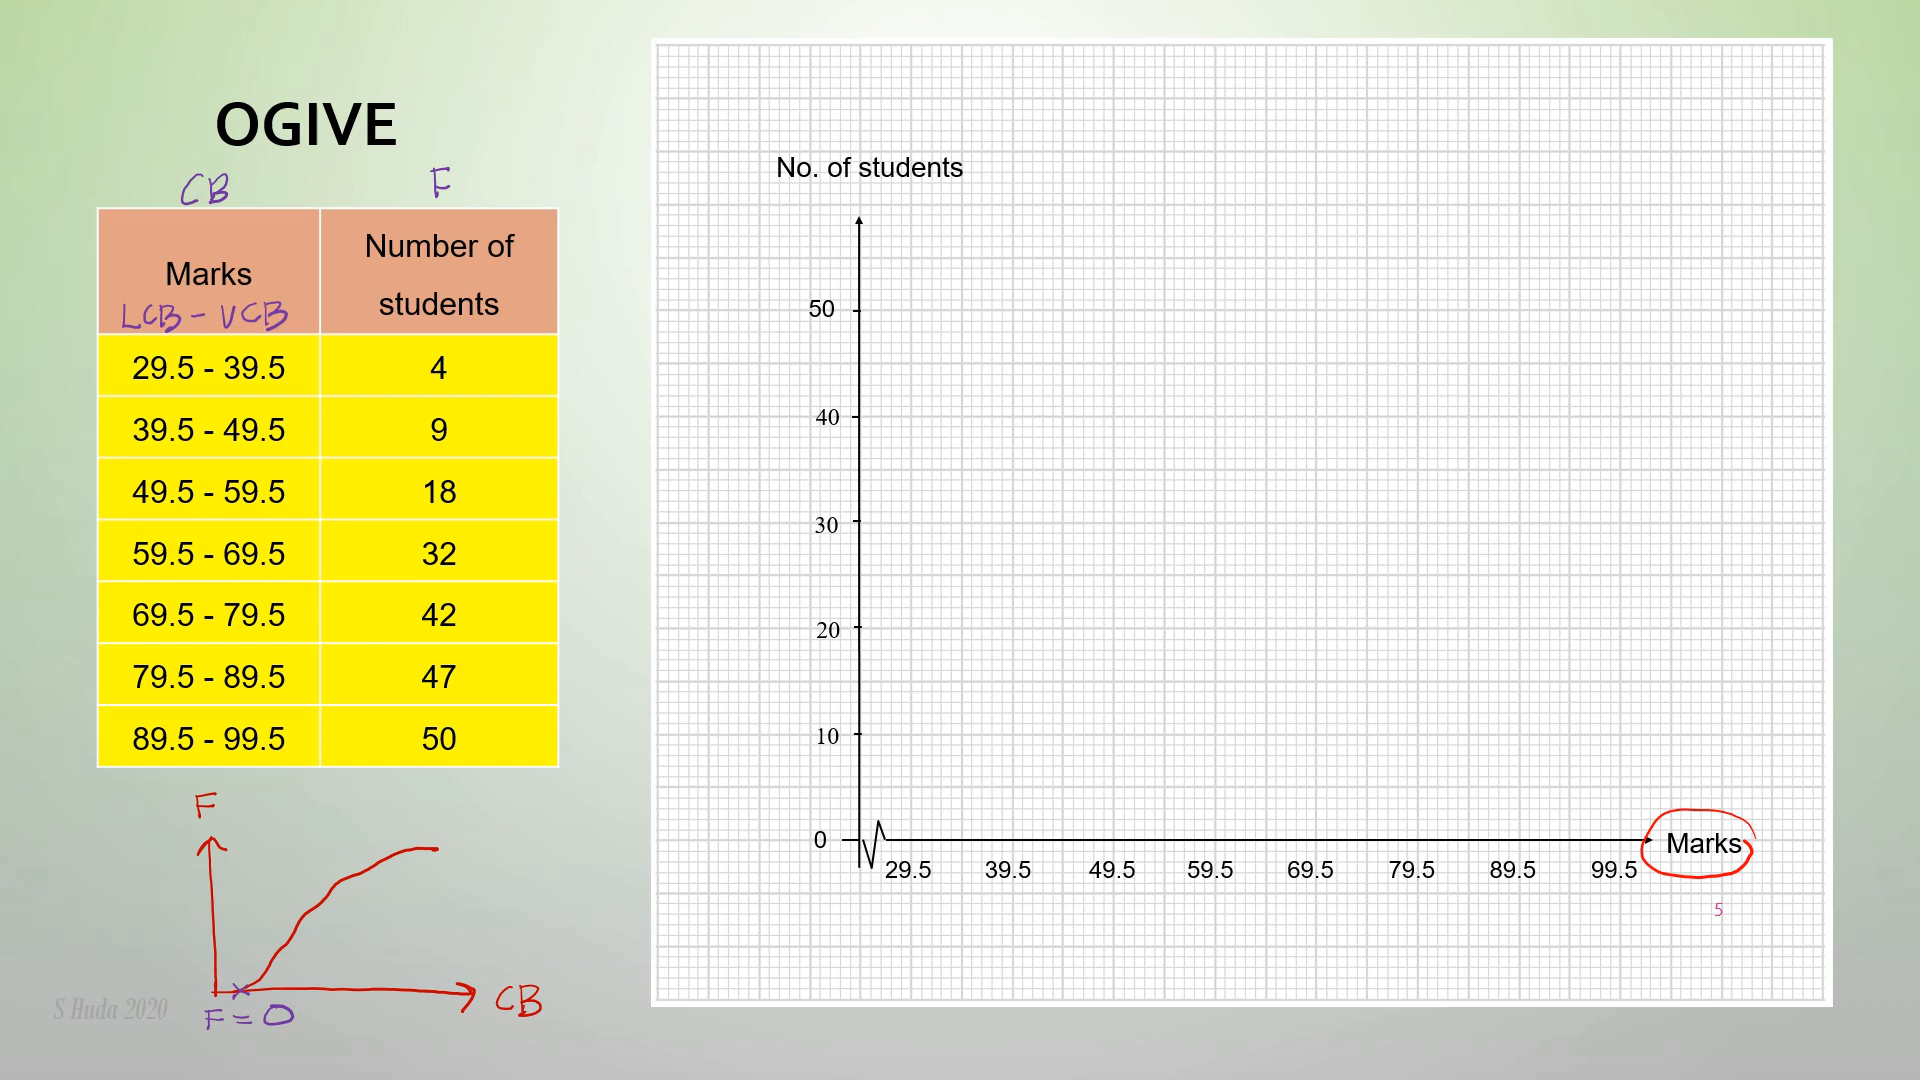 OGIVE
CB F
Marks
Number of
students
LCB - UCB
29.5 - 39.5 4
39.5 - 49.5 9
49.5 - 59.5 18
59.5 - 69.5 32
69.5 - 79.5 42
79.5 - 89.5 47
89.5 - 99.5 50
F
CB
F = 0
S Huda 2020
No. of students
50
40
30
20
10
0
29.5 39.5 49.5 59.5 69.5 79.5 89.5 99.5
Marks
5